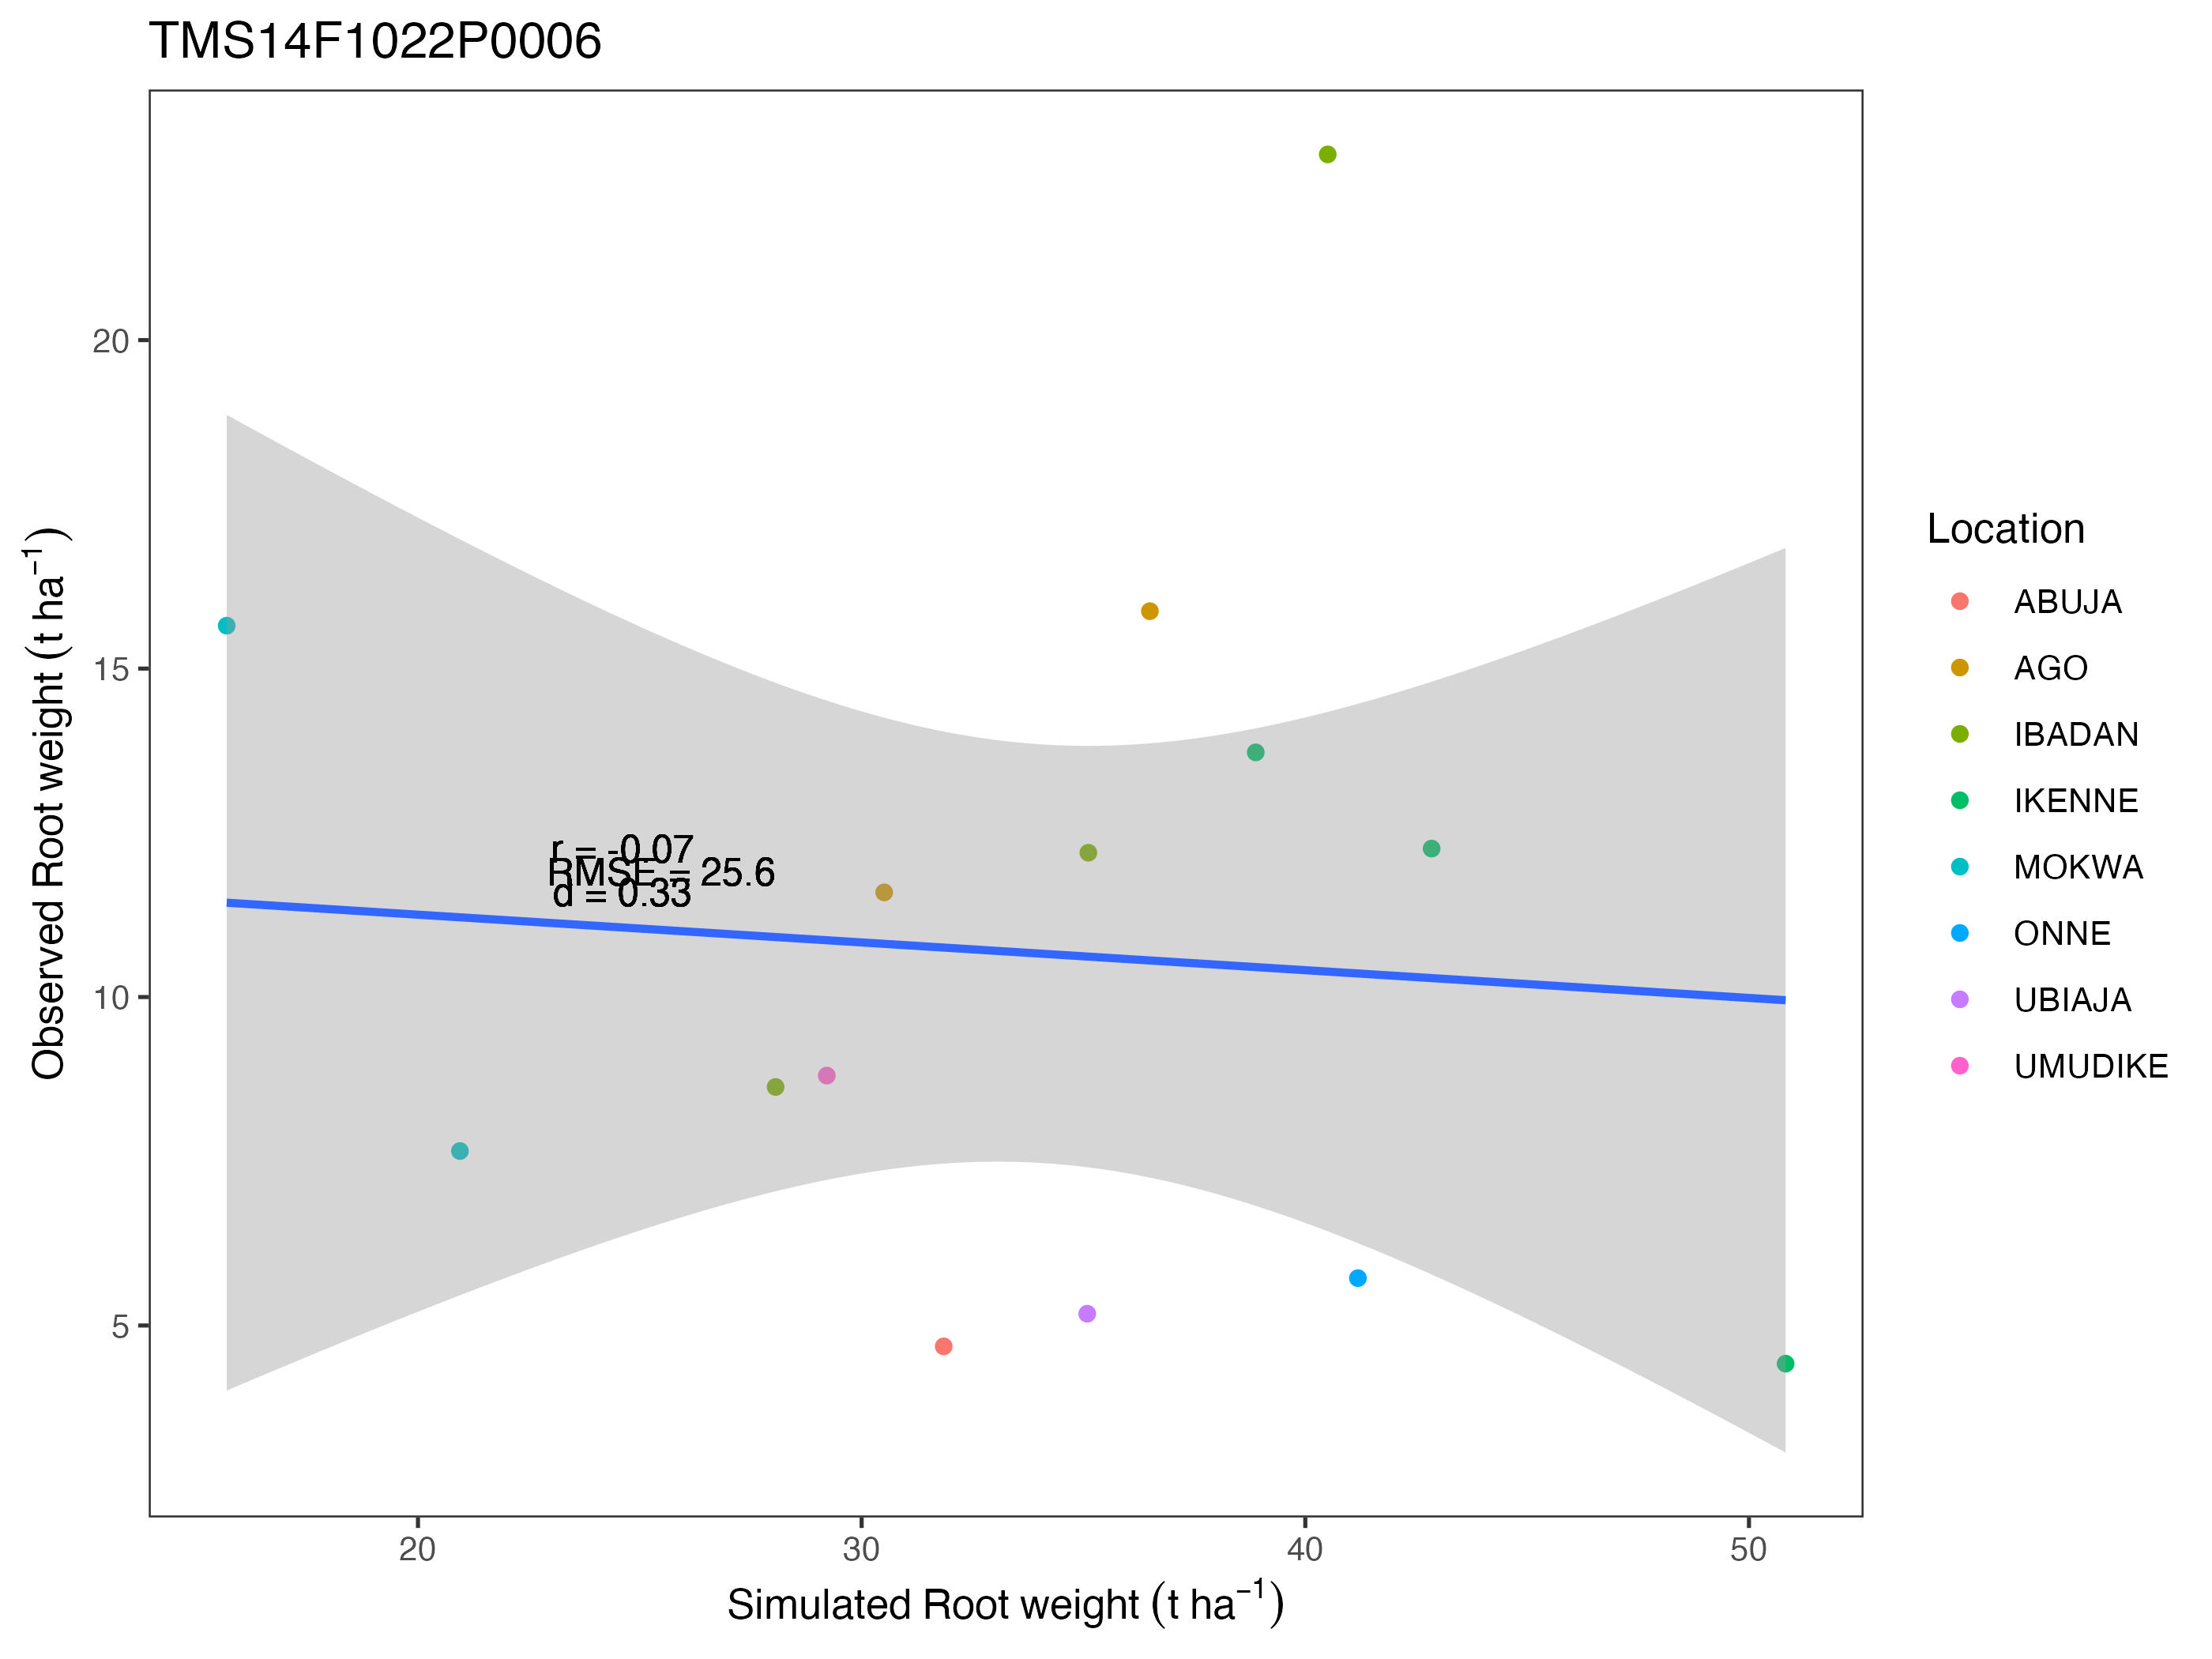 TMS14F1022P0006
Observed Root weight (t ha⁻¹)
20
15
10
5
r = -0.07
RMSE = 25.6
d = 0.33
20 30 40 50
Simulated Root weight (t ha⁻¹)
Location
ABUJA
AGO
IBADAN
IKENNE
MOKWA
ONNE
UBIAJA
UMUDIKE